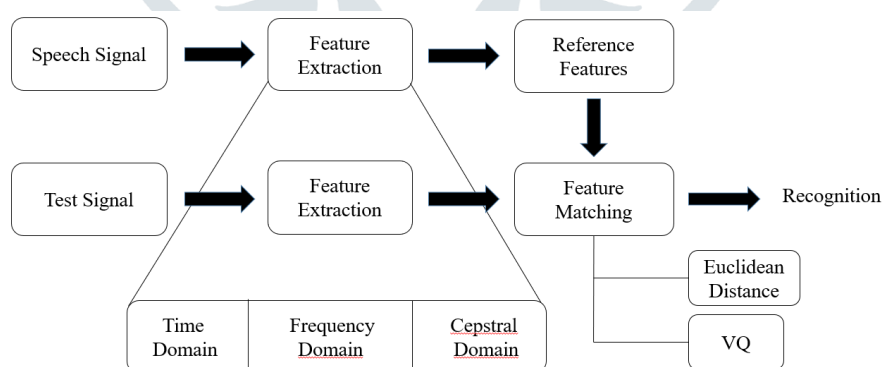 Speech Signal
Feature
Extraction
Reference
Features
Test Signal
Feature
Extraction
Feature
Matching
Recognition
Euclidean
Distance
VQ
Time
Domain
Frequency
Domain
Cepstral
Domain